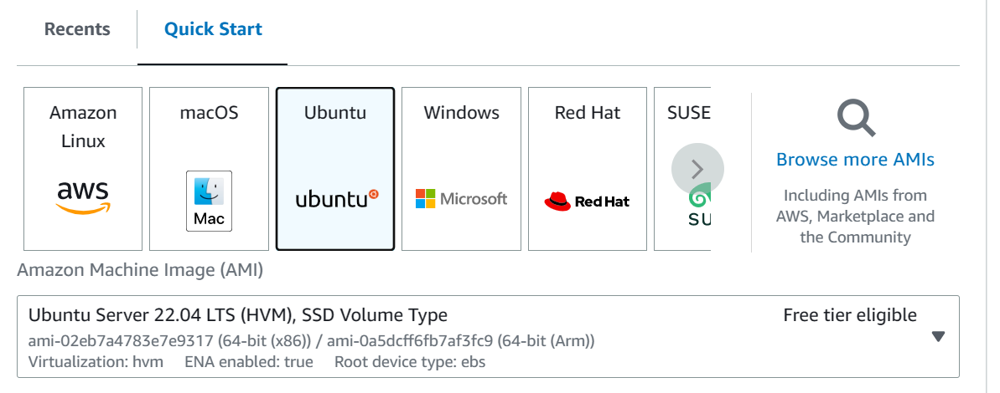 Recents
Quick Start
Amazon
Linux
aws
macOS
Mac
Ubuntu
ubuntu
Windows
Microsoft
Red Hat
Red Hat
SUSE
SU
Browse more AMIs
Including AMIs from
AWS, Marketplace and
the Community
Amazon Machine Image (AMI)
Ubuntu Server 22.04 LTS (HVM), SSD Volume Type
Free tier eligible
ami-02eb7a4783e7e9317 (64-bit (x86)) / ami-0a5dcff6fb7af3fc9 (64-bit (Arm))
Virtualization: hvm ENA enabled: true Root device type: ebs